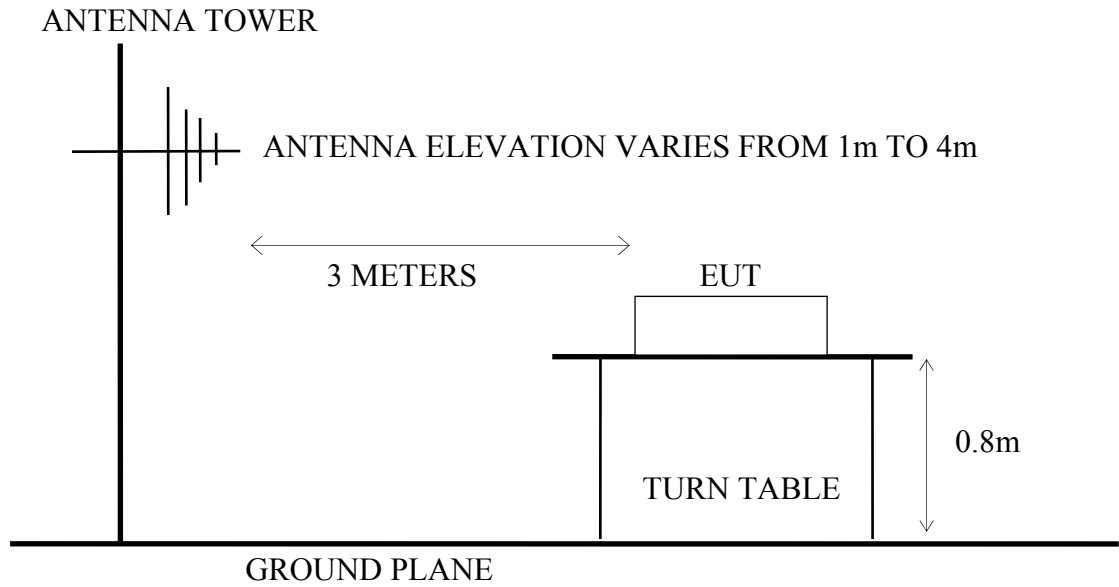 ANTENNA TOWER
ANTENNA ELEVATION VARIES FROM 1m TO 4m
3 METERS
EUT
0.8m
TURN TABLE
GROUND PLANE